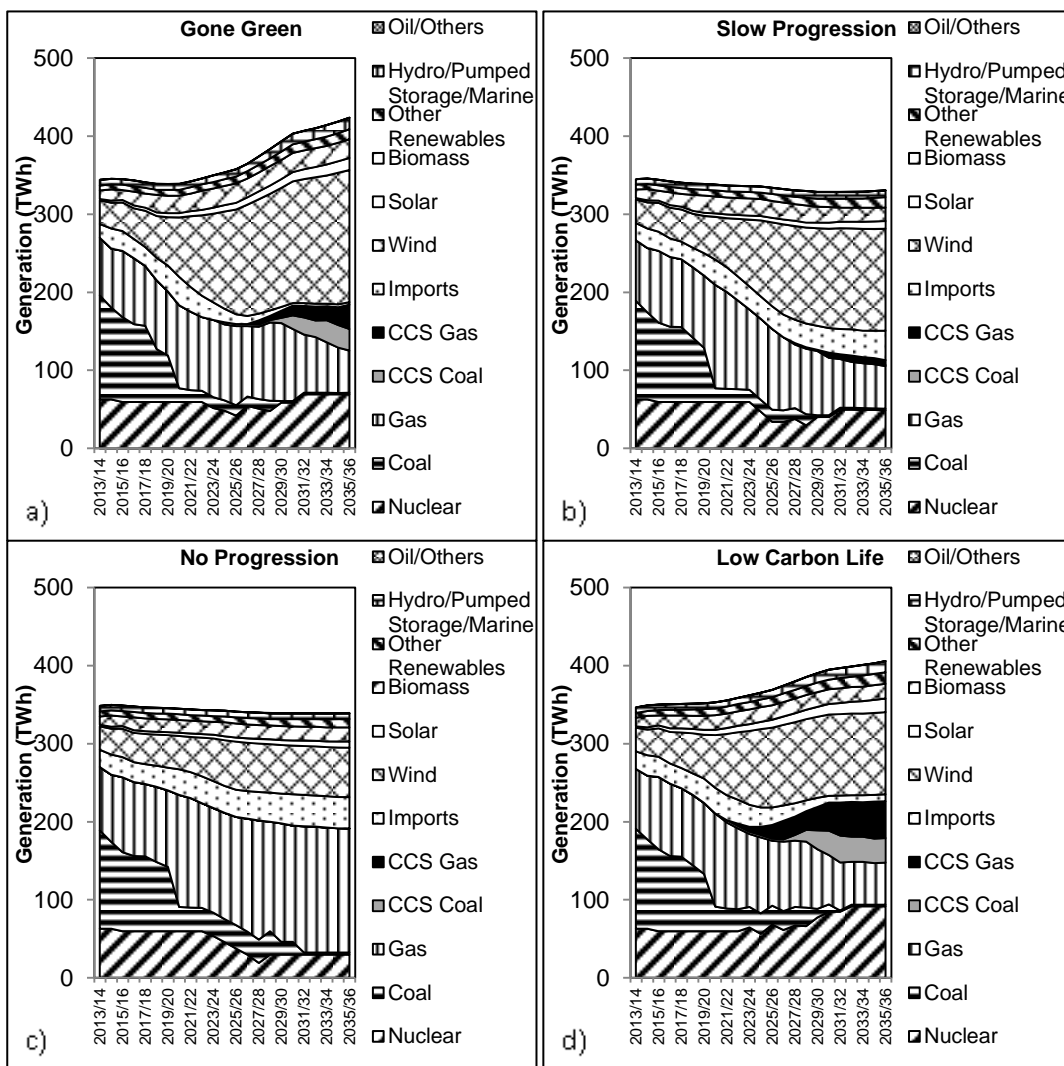 Gone Green
500
400
300
200
100
0
Generation (TWh)
2013/14
2015/16
2017/18
2019/20
2021/22
2023/24
2025/26
2027/28
2029/30
2031/32
2033/34
2035/36
Oil/Others
Hydro/Pumped
Storage/Marine
Other
Renewables
Biomass
Solar
Wind
Imports
CCS Gas
CCS Coal
Gas
Coal
Nuclear
a)
Slow Progression
500
400
300
200
100
0
Generation (TWh)
2013/14
2015/16
2017/18
2019/20
2021/22
2023/24
2025/26
2027/28
2029/30
2031/32
2033/34
2035/36
Oil/Others
Hydro/Pumped
Storage/Marine
Other
Renewables
Biomass
Solar
Wind
Imports
CCS Gas
CCS Coal
Gas
Coal
Nuclear
b)
No Progression
500
400
300
200
100
0
Generation (TWh)
2013/14
2015/16
2017/18
2019/20
2021/22
2023/24
2025/26
2027/28
2029/30
2031/32
2033/34
2035/36
Oil/Others
Hydro/Pumped
Storage/Marine
Other
Renewables
Biomass
Solar
Wind
Imports
CCS Gas
CCS Coal
Gas
Coal
Nuclear
c)
Low Carbon Life
500
400
300
200
100
0
Generation (TWh)
2013/14
2015/16
2017/18
2019/20
2021/22
2023/24
2025/26
2027/28
2029/30
2031/32
2033/34
2035/36
Oil/Others
Hydro/Pumped
Storage/Marine
Other
Renewables
Biomass
Solar
Wind
Imports
CCS Gas
CCS Coal
Gas
Coal
Nuclear
d)